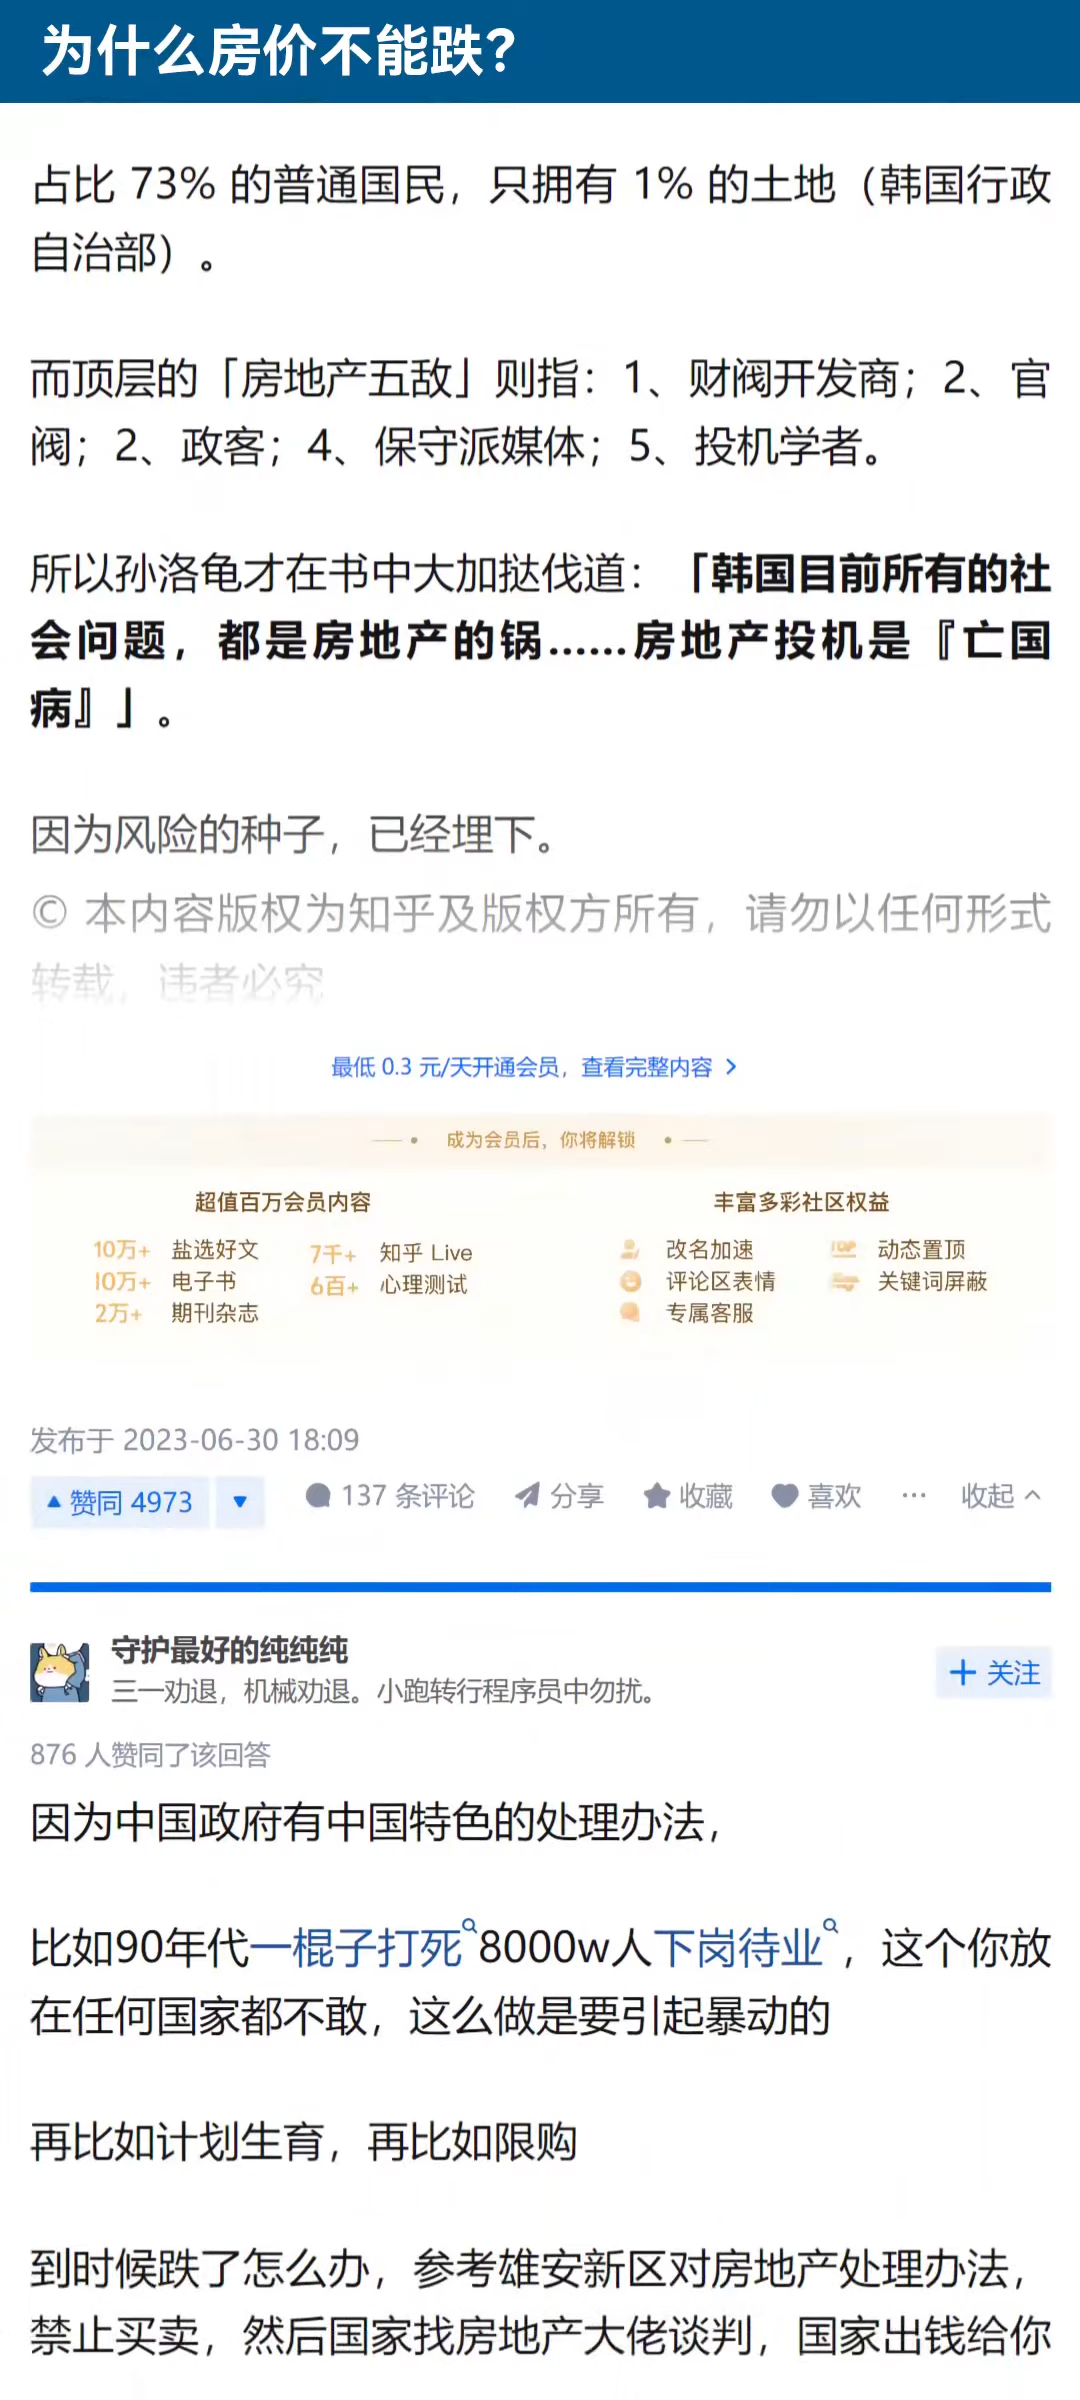 为什么房价不能跌？
占比 73% 的普通国民，只拥有 1% 的土地（韩国行政
自治部）。
而顶层的「房地产五敌」则指：1、财阀开发商；2、官
阀；2、政客；4、保守派媒体；5、投机学者。
所以孙洛龟才在书中大加挞伐道：「韩国目前所有的社
会问题，都是房地产的锅……房地产投机是『亡国
病』」。
因为风险的种子，已经埋下。
© 本内容版权为知乎及版权方所有，请勿以任何形式
转载，违者必究
最低 0.3 元/天开通会员，查看完整内容 >
成为会员后，你将解锁
超值百万会员内容 丰富多彩社区权益
10万+ 盐选好文 7千+ 知乎 Live 改名加速 TOP 动态置顶
10万+ 电子书 6百+ 心理测试 评论区表情 关键词屏蔽
2万+ 期刊杂志 专属客服
发布于 2023-06-30 18:09
赞同 4973 137 条评论 分享 收藏 喜欢 … 收起
守护最好的纯纯纯
三一劝退，机械劝退。小跑转行程序员中勿扰。
+ 关注
876 人赞同了该回答
因为中国政府有中国特色的处理办法，
比如90年代一棍子打死8000w人下岗待业，这个你放
在任何国家都不敢，这么做是要引起暴动的
再比如计划生育，再比如限购
到时候跌了怎么办，参考雄安新区对房地产处理办法，
禁止买卖，然后国家找房地产大佬谈判，国家出钱给你